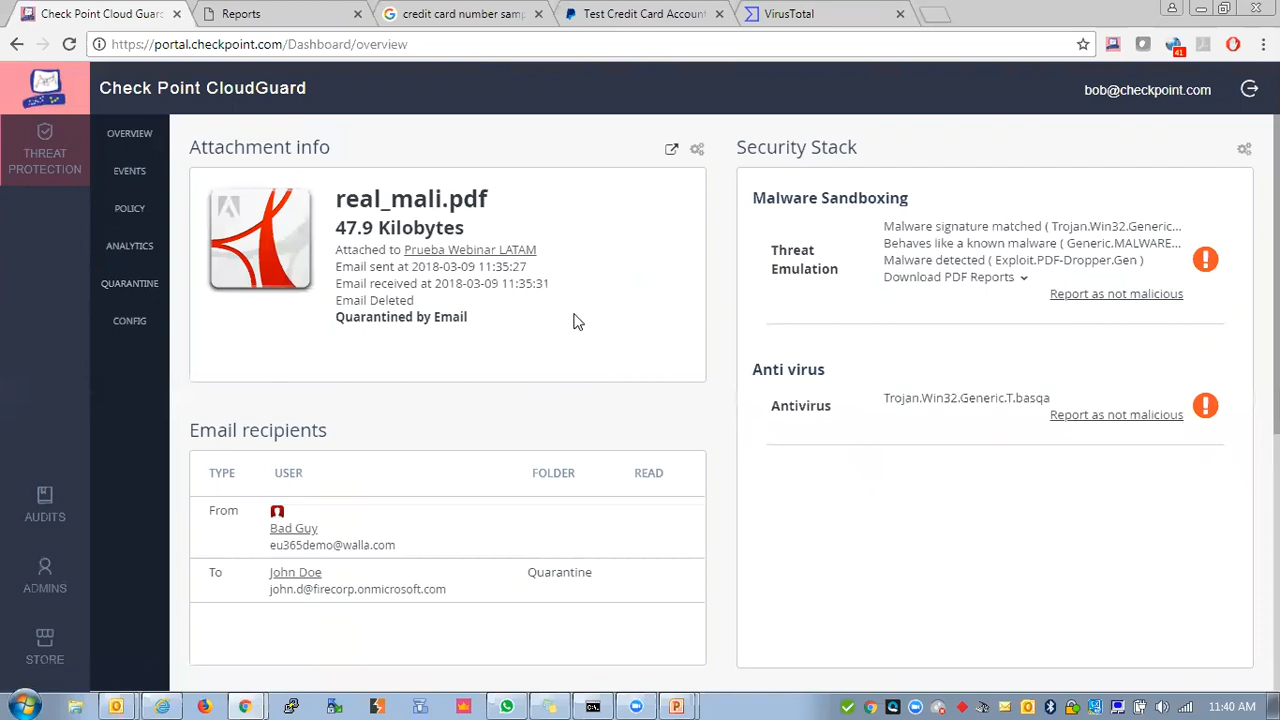 Check Point Cloud Guard
Reports
credit card number sam
Test Credit Card Account
VirusTotal
https://portal.checkpoint.com/Dashboard/overview
41
Check Point CloudGuard
bob@checkpoint.com
THREAT
PROTECTION
AUDITS
ADMINS
STORE
OVERVIEW
EVENTS
POLICY
ANALYTICS
QUARANTINE
CONFIG
Attachment info
real_mali.pdf
47.9 Kilobytes
Attached to Prueba Webinar LATAM
Email sent at 2018-03-09 11:35:27
Email received at 2018-03-09 11:35:31
Email Deleted
Quarantined by Email
Email recipients
TYPE USER FOLDER READ
From
Bad Guy
eu365demo@walla.com
To John Doe Quarantine
john.d@firecorp.onmicrosoft.com
Security Stack
Malware Sandboxing
Threat
Emulation
Malware signature matched ( Trojan.Win32.Generic...
Behaves like a known malware ( Generic.MALWARE...
Malware detected ( Exploit.PDF-Dropper.Gen )
Download PDF Reports
Report as not malicious
Anti virus
Antivirus
Trojan.Win32.Generic.T.basqa
Report as not malicious
11:40 AM